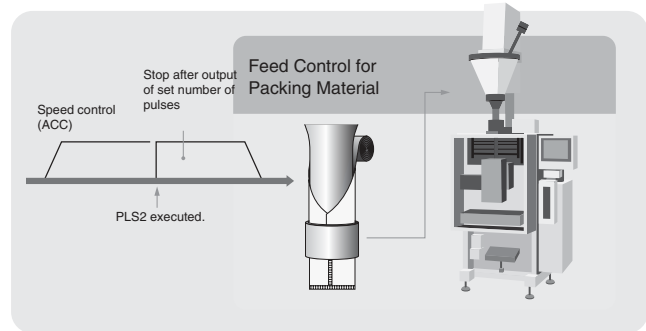 Feed Control for
Packing Material
Stop after output
of set number of
pulses
Speed control
(ACC)
PLS2 executed.